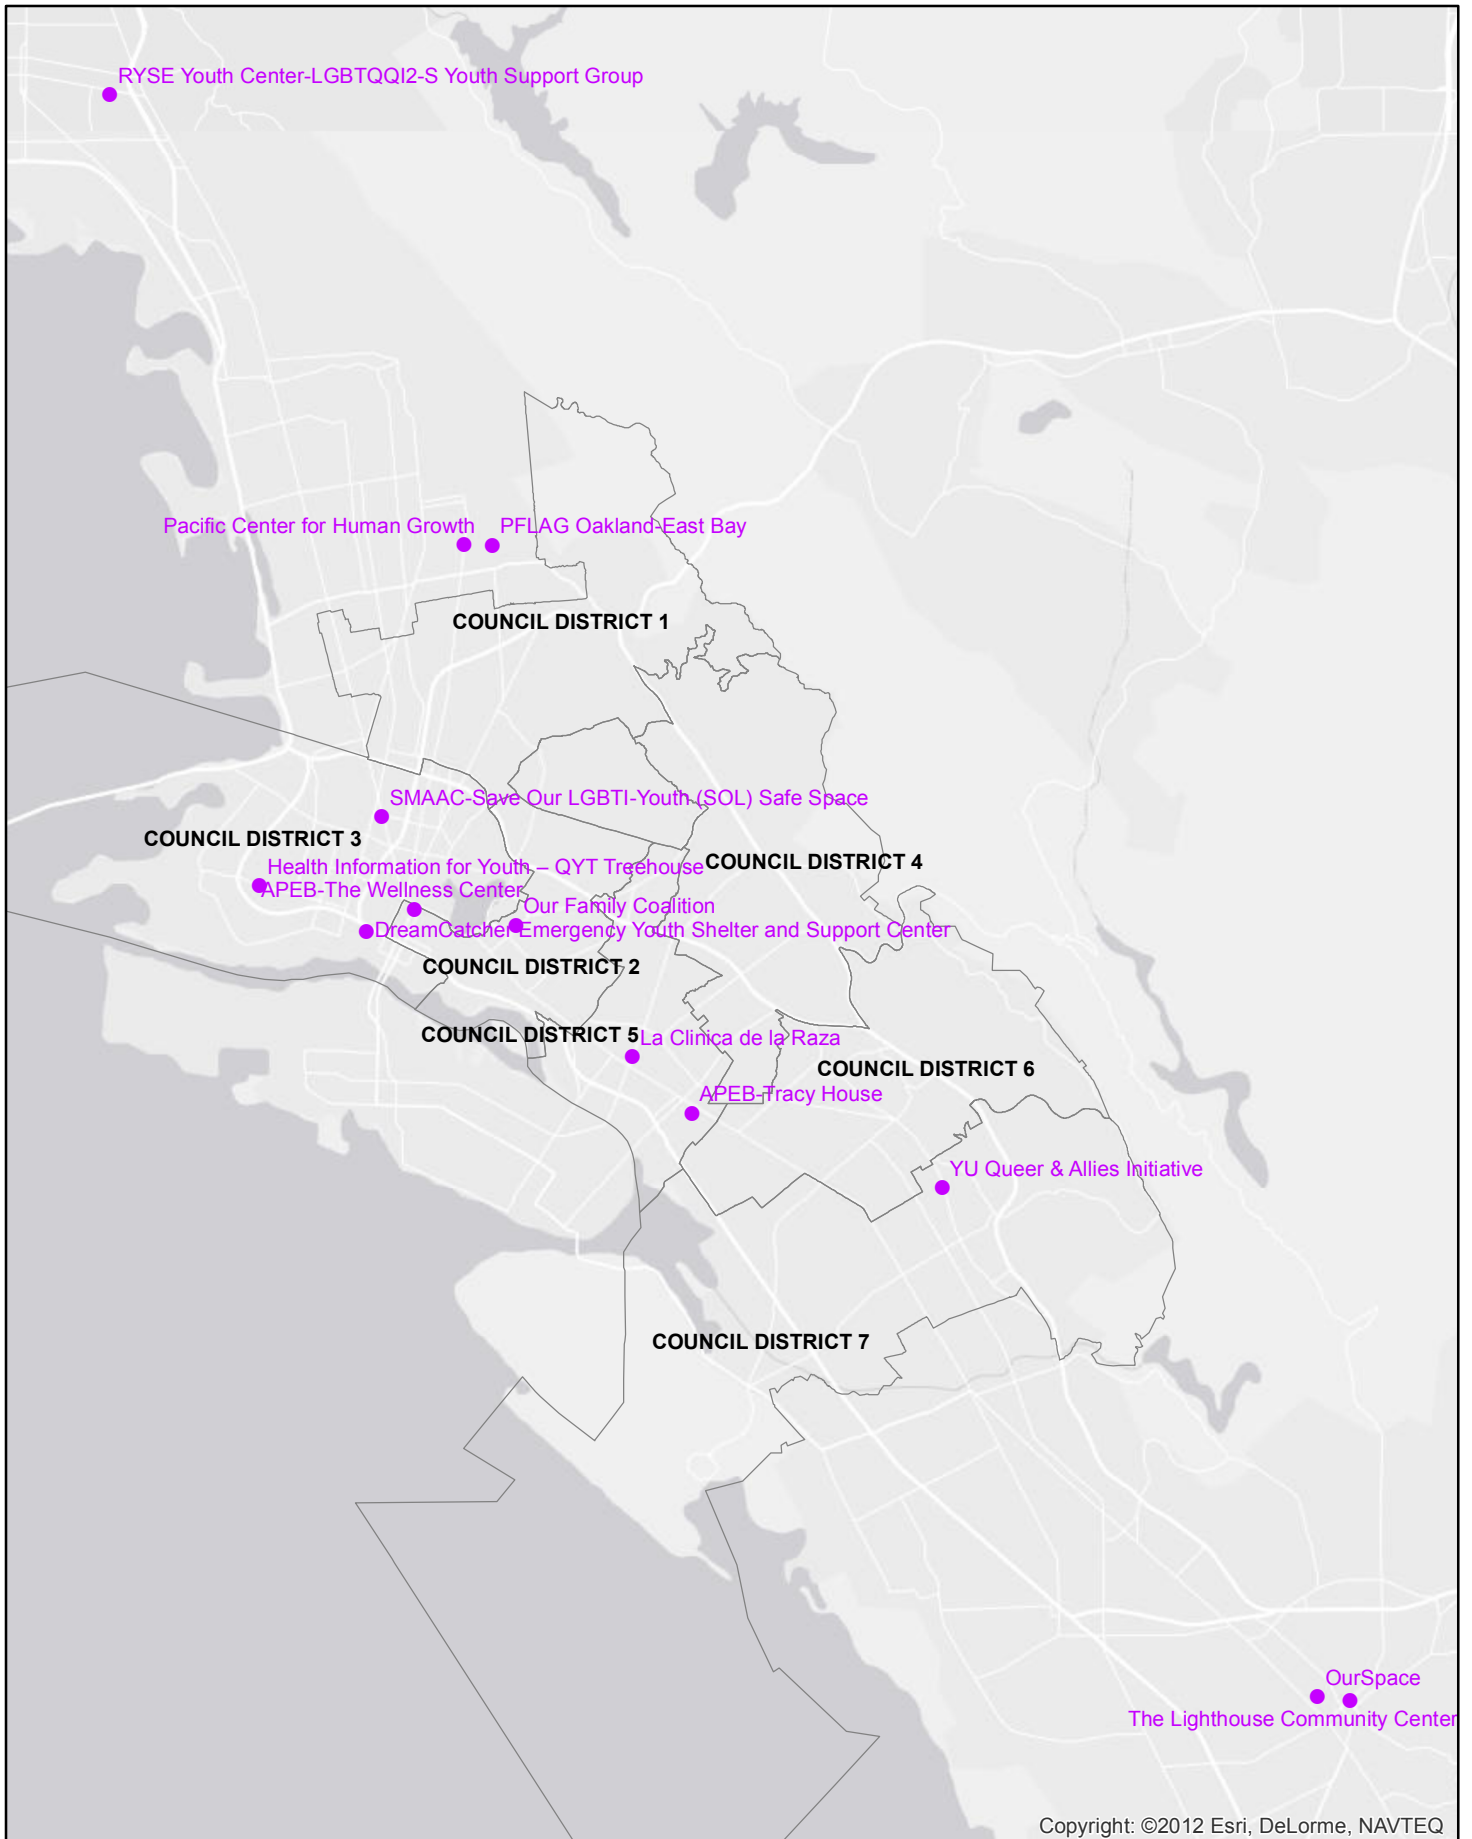 RYSE Youth Center-LGBTQQI2-S Youth Support Group
Pacific Center for Human Growth
PFLAG Oakland-East Bay
COUNCIL DISTRICT 1
SMAAC-Save Our LGBTI-Youth (SOL) Safe Space
COUNCIL DISTRICT 3
COUNCIL DISTRICT 4
Health Information for Youth – QYT Treehouse
APEB-The Wellness Center
Our Family Coalition
DreamCatcher Emergency Youth Shelter and Support Center
COUNCIL DISTRICT 2
COUNCIL DISTRICT 5
La Clinica de la Raza
COUNCIL DISTRICT 6
APEB-Tracy House
YU Queer & Allies Initiative
COUNCIL DISTRICT 7
OurSpace
The Lighthouse Community Center
Copyright: ©2012 Esri, DeLorme, NAVTEQ